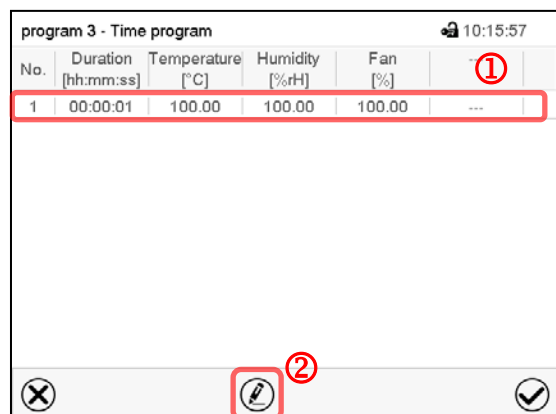 program 3 - Time program 10:15:57
No. Duration [hh:mm:ss] Temperature [°C] Humidity [%rH] Fan [%] ---
①
1 00:00:01 100.00 100.00 100.00 ---
②